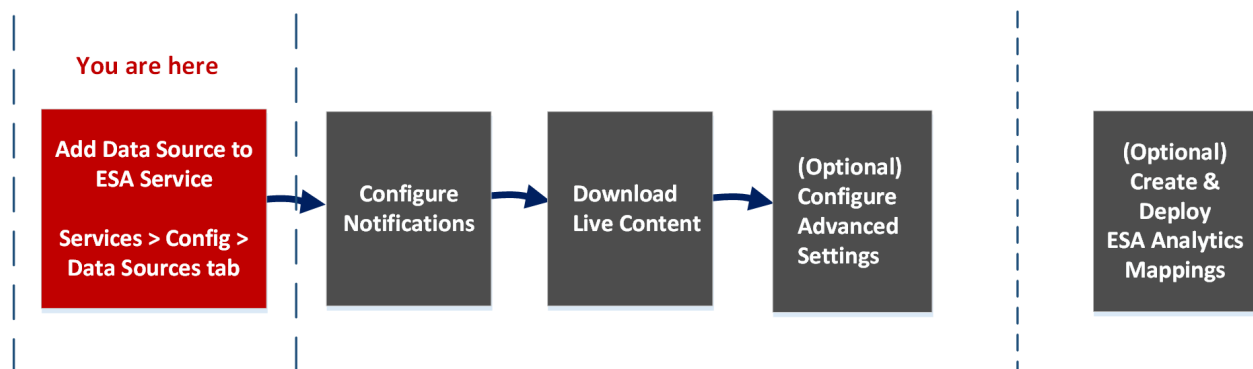 You are here
Add Data Source to
ESA Service
Services > Config >
Data Sources tab
Configure
Notifications
Download
Live Content
(Optional)
Configure
Advanced
Settings
(Optional)
Create &
Deploy
ESA Analytics
Mappings